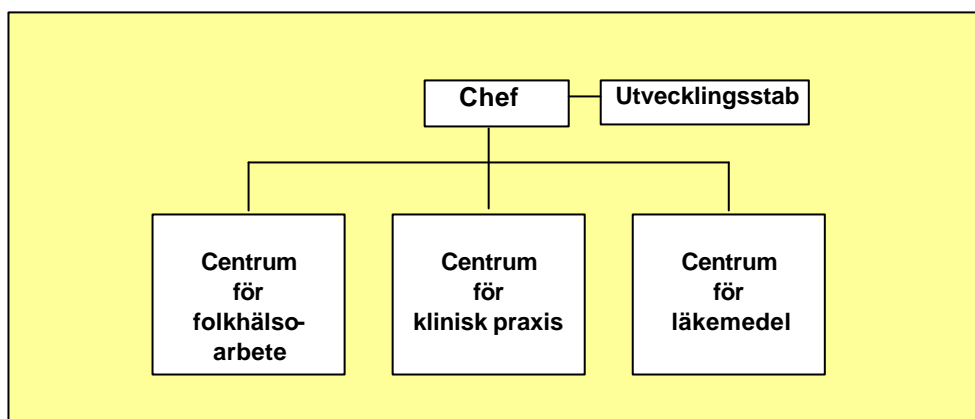 Chef
Utvecklingsstab
Centrum
för
folkhälso-
arbete
Centrum
för
klinisk praxis
Centrum
för
läkemedel